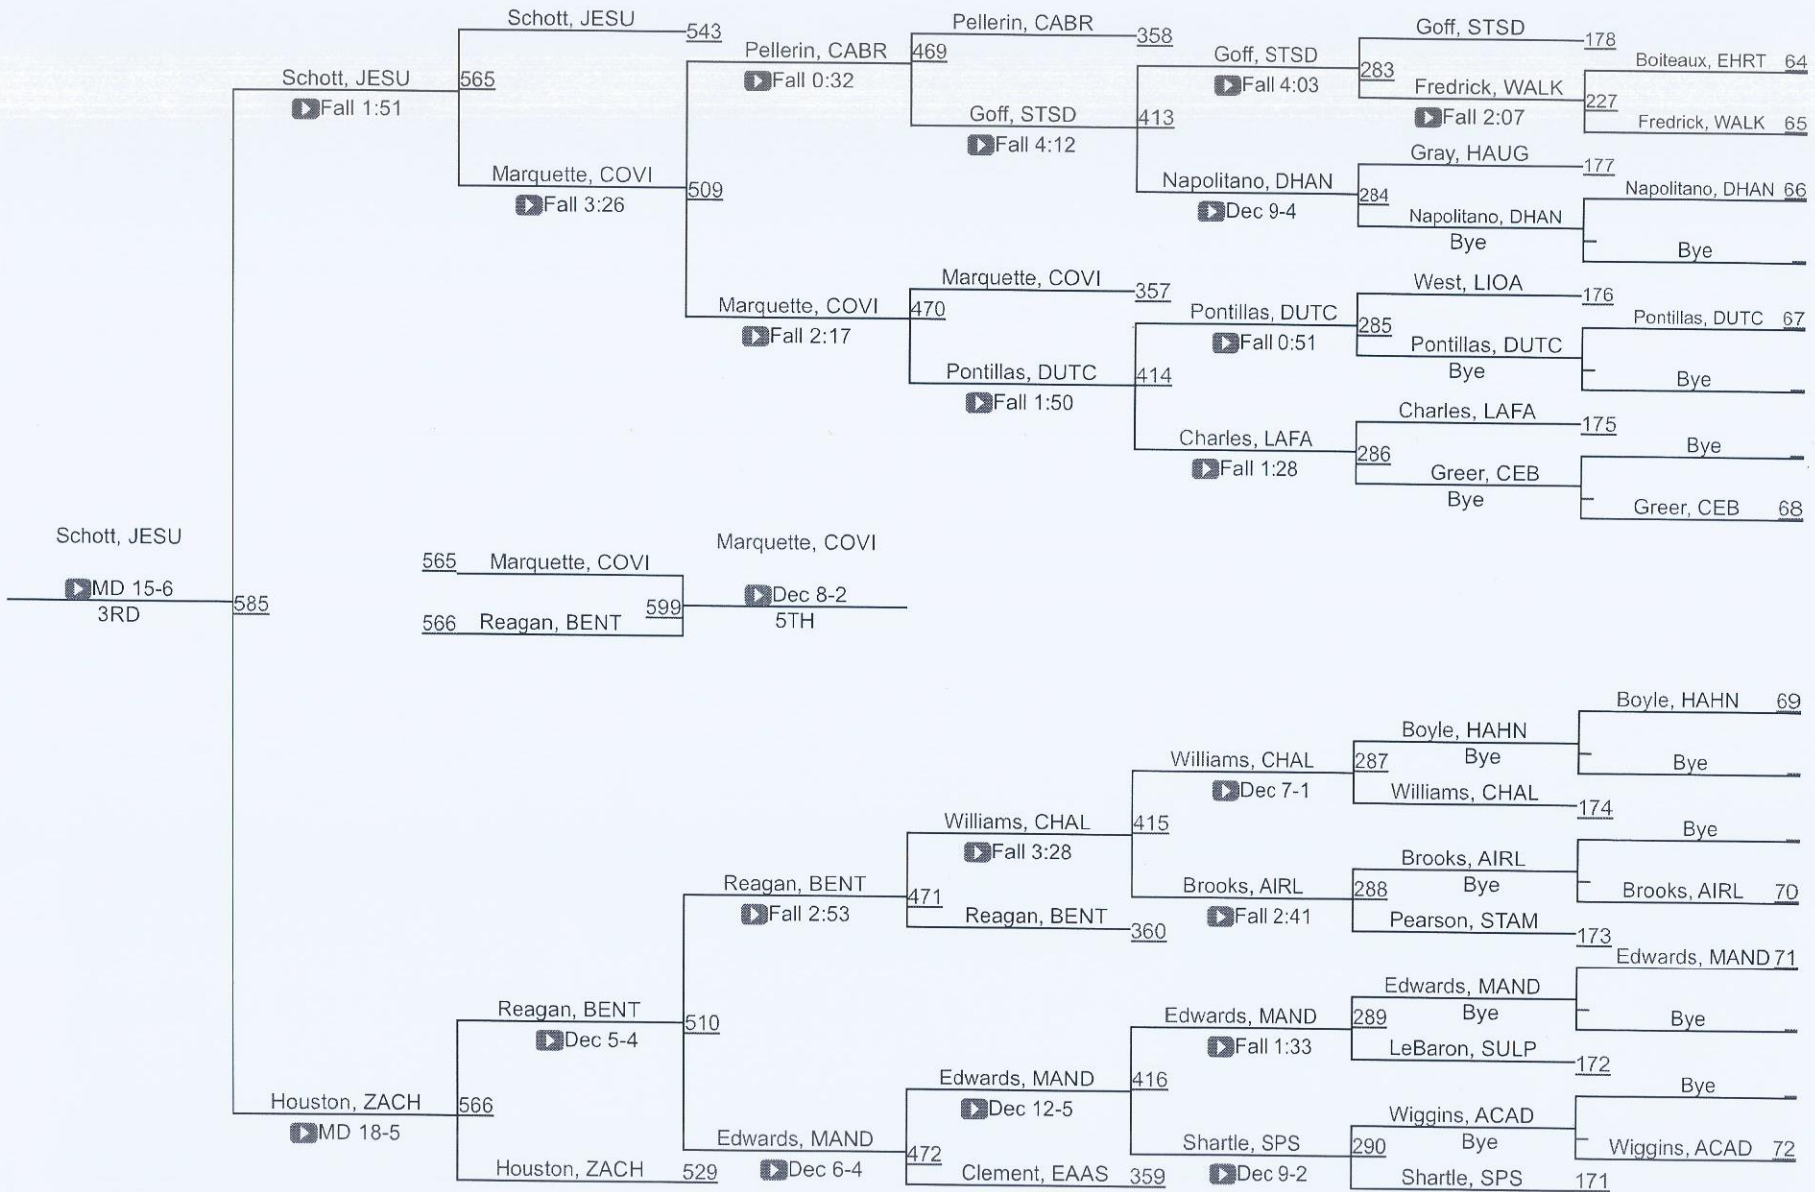 Schott, JESU
543
Pellerin, CABR
358
Goff, STSD
178
Boiteaux, EHRT 64
Pellerin, CABR
469
Goff, STSD
283
Schott, JESU
565
Fall 0:32
Fall 4:03
Fredrick, WALK
227
Fall 1:51
Goff, STSD
413
Fall 2:07
Fredrick, WALK 65
Fall 4:12
Gray, HAUG
177
Marquette, COVI
509
Napolitano, DHAN
284
Napolitano, DHAN 66
Fall 3:26
Dec 9-4
Napolitano, DHAN
Bye
Bye
Marquette, COVI
357
West, LIOA
176
Marquette, COVI
470
Pontillas, DUTC
285
Pontillas, DUTC 67
Fall 2:17
Fall 0:51
Pontillas, DUTC
Bye
Pontillas, DUTC
414
Bye
Fall 1:50
Charles, LAFA
175
Charles, LAFA
286
Bye
Fall 1:28
Greer, CEB
Bye
Greer, CEB 68
Schott, JESU
Marquette, COVI
565 Marquette, COVI
MD 15-6
585
599
Dec 8-2
3RD
566 Reagan, BENT
5TH
Boyle, HAHN 69
Boyle, HAHN
Williams, CHAL
287
Bye
Bye
Dec 7-1
Williams, CHAL
174
Williams, CHAL
415
Bye
Fall 3:28
Brooks, AIRL
Reagan, BENT
471
Brooks, AIRL
288
Bye
Brooks, AIRL 70
Fall 2:53
Reagan, BENT
360
Fall 2:41
Pearson, STAM
173
Edwards, MAND 71
Edwards, MAND
Reagan, BENT
510
Edwards, MAND
289
Bye
Bye
Dec 5-4
Fall 1:33
LeBaron, SULP
172
Edwards, MAND
416
Bye
Houston, ZACH
566
Dec 12-5
Wiggins, ACAD
MD 18-5
Edwards, MAND
472
Shartle, SPS
290
Bye
Wiggins, ACAD 72
Houston, ZACH
529
Dec 6-4
Clement, EAAS
359
Dec 9-2
Shartle, SPS
171